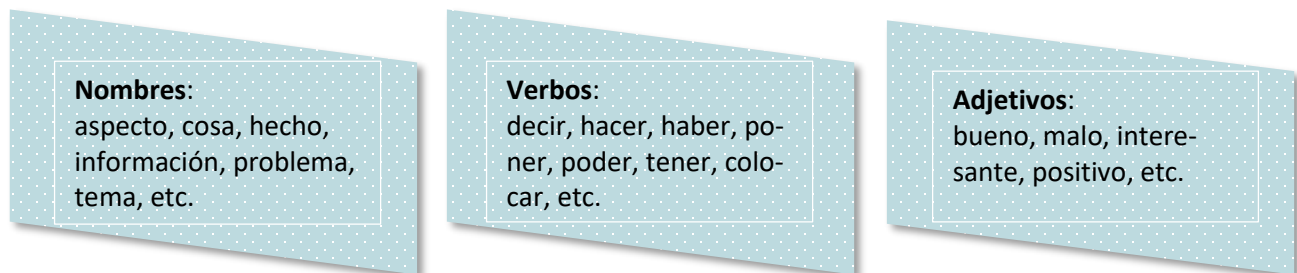 Nombres:
aspecto, cosa, hecho,
información, problema,
tema, etc.
Verbos:
decir, hacer, haber, po-
ner, poder, tener, colo-
car, etc.
Adjetivos:
bueno, malo, intere-
sante, positivo, etc.